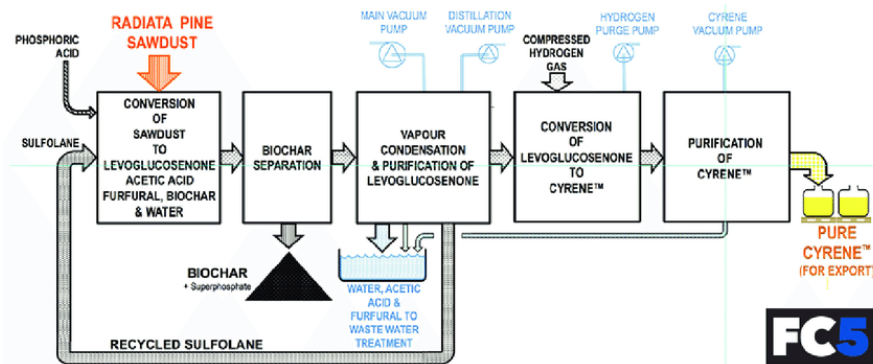 MAIN VACUUM
PUMP
DISTILLATION
VACUUM PUMP
HYDROGEN
PURGE PUMP
CYRENE
VACUUM PUMP
RADIATA PINE
SAWDUST
PHOSPHORIC
ACID
COMPRESSED
HYDROGEN
GAS
SULFOLANE
CONVERSION
OF
SAWDUST
TO
LEVOGLUCOSENONE
ACETIC ACID
FURFURAL, BIOCHAR
& WATER
BIOCHAR
SEPARATION
VAPOUR
CONDENSATION
& PURIFICATION OF
LEVOGLUCOSENONE
CONVERSION
OF
LEVOGLUCOSENONE
TO
CYRENE™
PURIFICATION
OF
CYRENE™
PURE
CYRENE™
(FOR EXPORT)
BIOCHAR
+ Superphosphate
WATER, ACETIC
ACID &
FURFURAL TO
WASTE WATER
TREATMENT
RECYCLED SULFOLANE
FC5